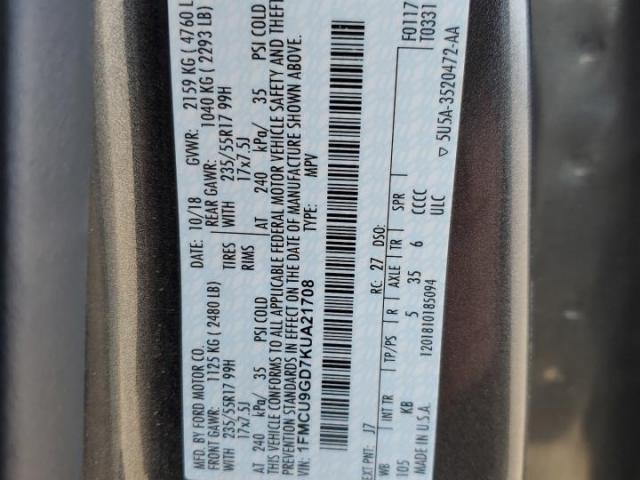 MFD. BY FORD MOTOR CO.
DATE: 10/18
GVWR: 2159 KG ( 4760 L
FRONT GAWR: 1125 KG ( 2480 LB)
REAR GAWR: 1040 KG ( 2293 LB)
WITH 235/55R17 99H TIRES
WITH 235/55R17 99H
17x7.5J RIMS
17x7.5J
AT 240 kPa/ 35 PSI COLD
AT 240 kPa/ 35 PSI COLD
THIS VEHICLE CONFORMS TO ALL APPLICABLE FEDERAL MOTOR VEHICLE SAFETY AND THEFT
PREVENTION STANDARDS IN EFFECT ON THE DATE OF MANUFACTURE SHOWN ABOVE.
VIN: 1FMCU9GD7KUA21708
TYPE: MPV
F0117
T0331
EXT PNT: J7 RC: 27 DSO:
WB INT TR TP/PS R AXLE TR SPR
105 KB 5 35 6 CCCC
MADE IN U.S.A. 1201810185094 ULC
▽ 5U5A-3520472-AA